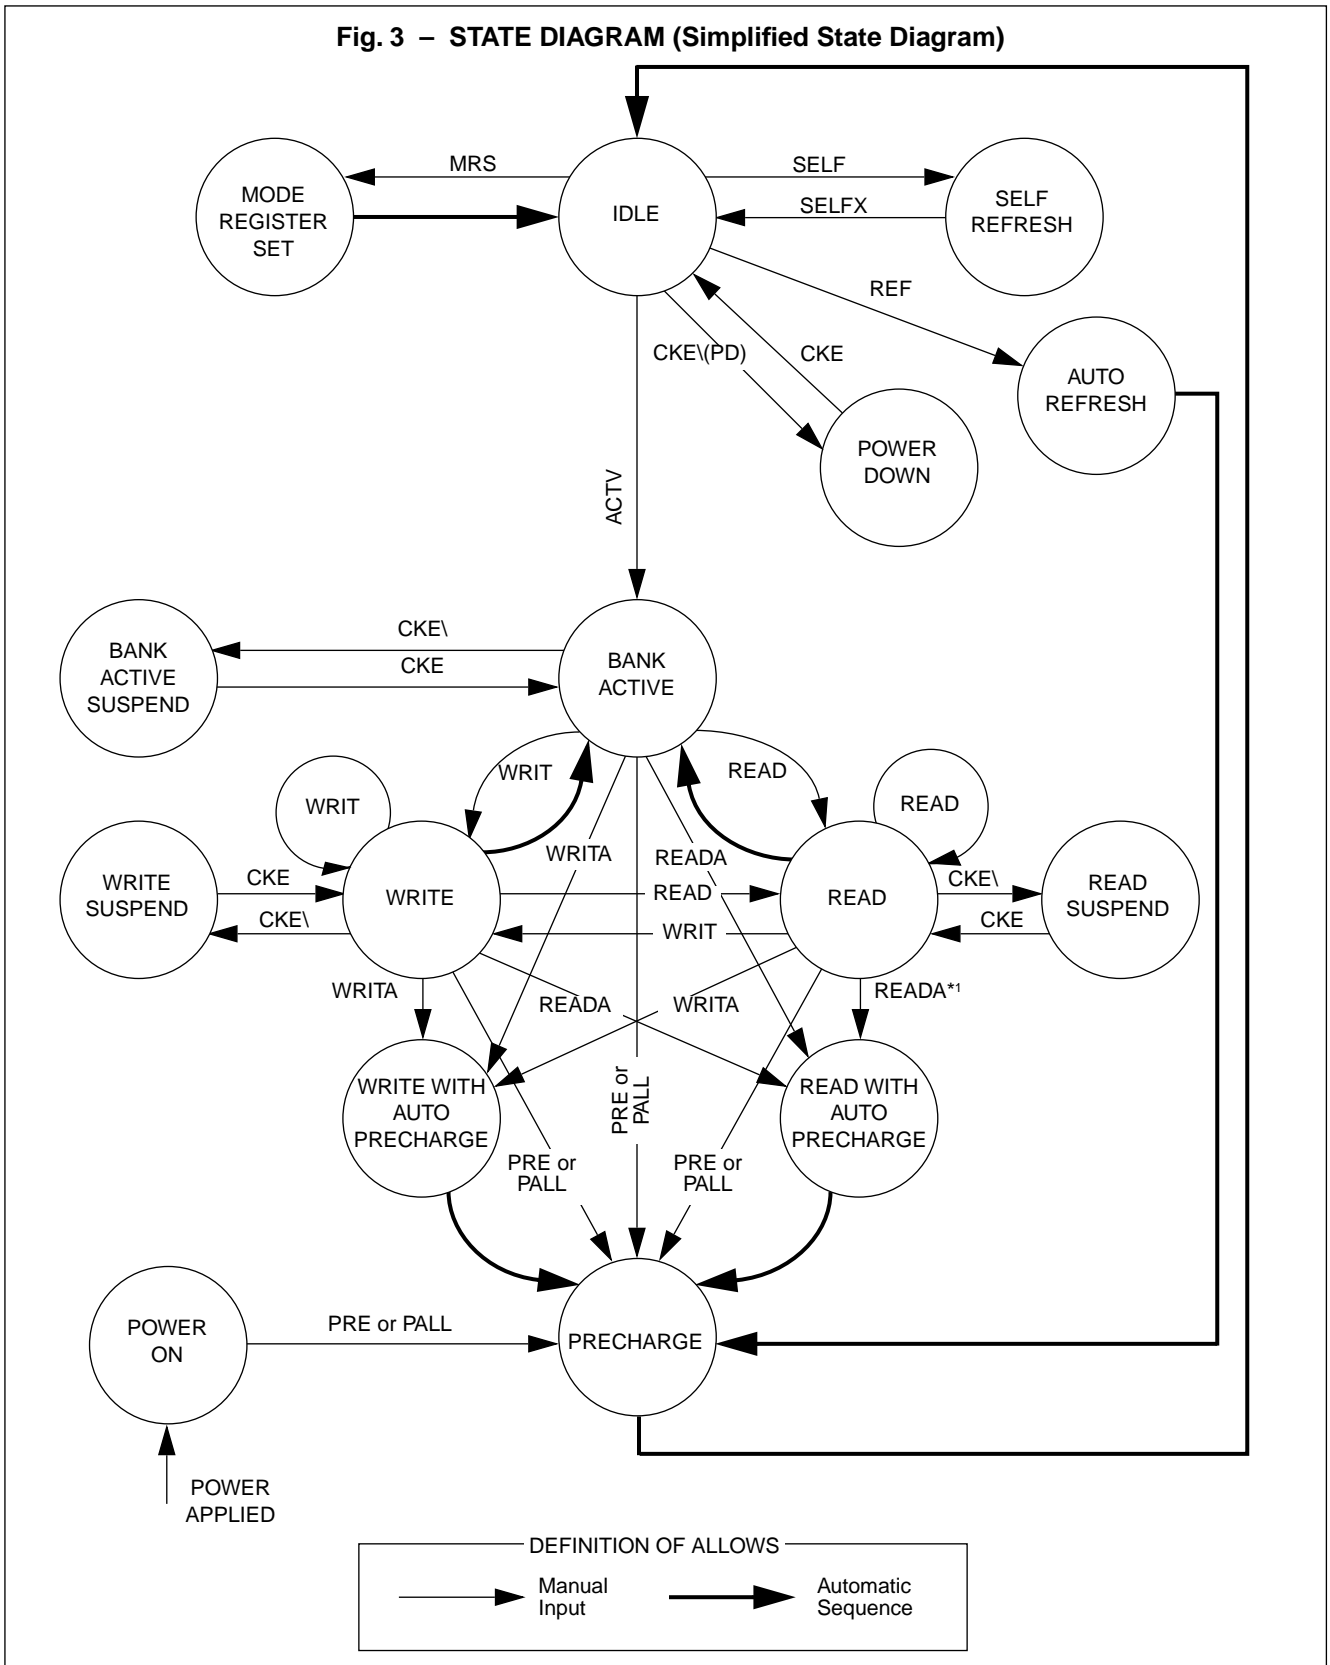 Fig. 3 – STATE DIAGRAM (Simplified State Diagram)
MRS
SELF
MODE
REGISTER
SET
IDLE
SELFX
SELF
REFRESH
REF
CKE\(PD)
CKE
AUTO
REFRESH
POWER
DOWN
ACTV
CKE\
BANK
ACTIVE
SUSPEND
CKE
BANK
ACTIVE
WRIT
READ
WRIT
READ
WRITA
READA
WRITE
SUSPEND
CKE
CKE\
WRITE
READ
WRIT
READ
CKE\
CKE
READ
SUSPEND
WRITA
READA
WRITA
READA*1
WRITE WITH
AUTO
PRECHARGE
PRE or
PALL
READ WITH
AUTO
PRECHARGE
PRE or
PALL
PRE or
PALL
POWER
ON
PRE or PALL
PRECHARGE
POWER
APPLIED
DEFINITION OF ALLOWS
Manual
Input
Automatic
Sequence